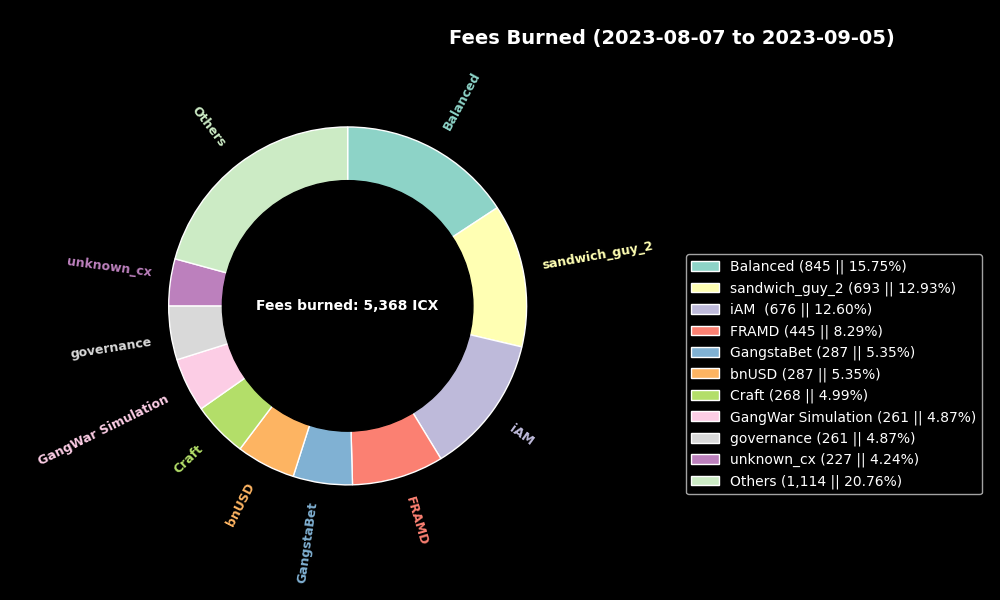 Fees Burned (2023-08-07 to 2023-09-05)
Balanced
Others
sandwich_guy_2
unknown_cx
Fees burned: 5,368 ICX
governance
GangWar Simulation
iAM
Craft
bnUSD
FRAMD
GangstaBet
Balanced (845 || 15.75%)
sandwich_guy_2 (693 || 12.93%)
iAM  (676 || 12.60%)
FRAMD (445 || 8.29%)
GangstaBet (287 || 5.35%)
bnUSD (287 || 5.35%)
Craft (268 || 4.99%)
GangWar Simulation (261 || 4.87%)
governance (261 || 4.87%)
unknown_cx (227 || 4.24%)
Others (1,114 || 20.76%)